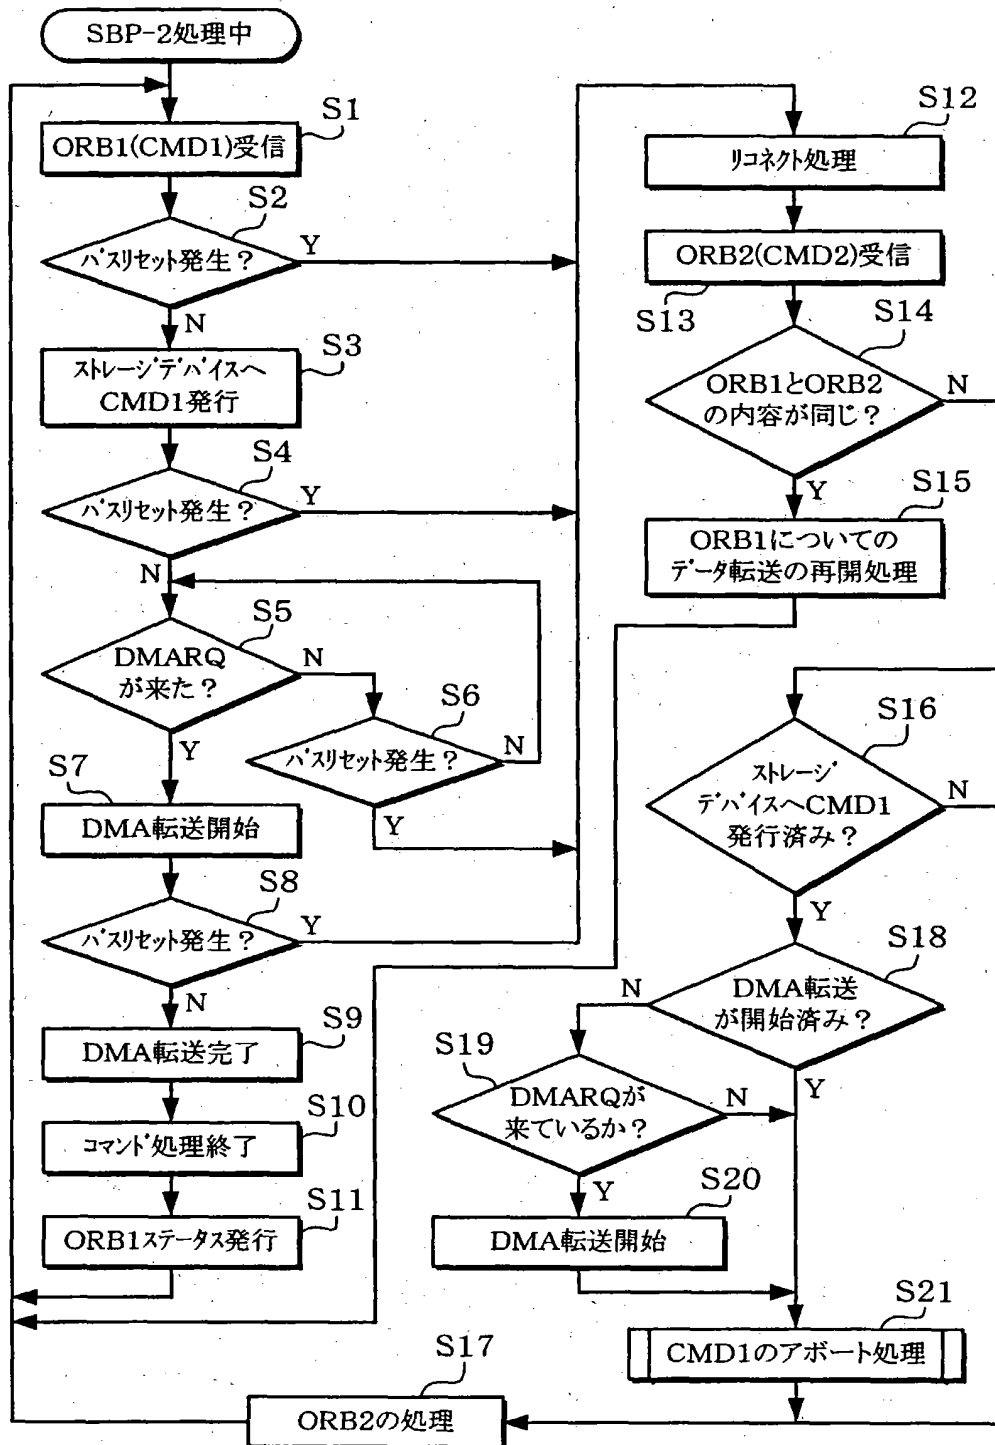 SBP-2処理中
S1
ORB1(CMD1)受信
S2
バスリセット発生？
Y
N
S3
ストレージデバイスへ
CMD1発行
S4
バスリセット発生？
Y
N
S5
DMARQ
が来た？
N
Y
S6
バスリセット発生？
N
Y
S7
DMA転送開始
S8
バスリセット発生？
Y
N
S9
DMA転送完了
S10
コマンド処理終了
S11
ORB1ステータス発行
S12
リコネクト処理
ORB2(CMD2)受信
S13
S14
ORB1とORB2
の内容が同じ？
N
Y
S15
ORB1についての
データ転送の再開処理
S16
ストレージ
デバイスへCMD1
発行済み？
N
Y
S18
DMA転送
が開始済み？
N
Y
S19
DMARQが
来ているか？
N
Y
S20
DMA転送開始
S21
CMD1のアボート処理
S17
ORB2の処理